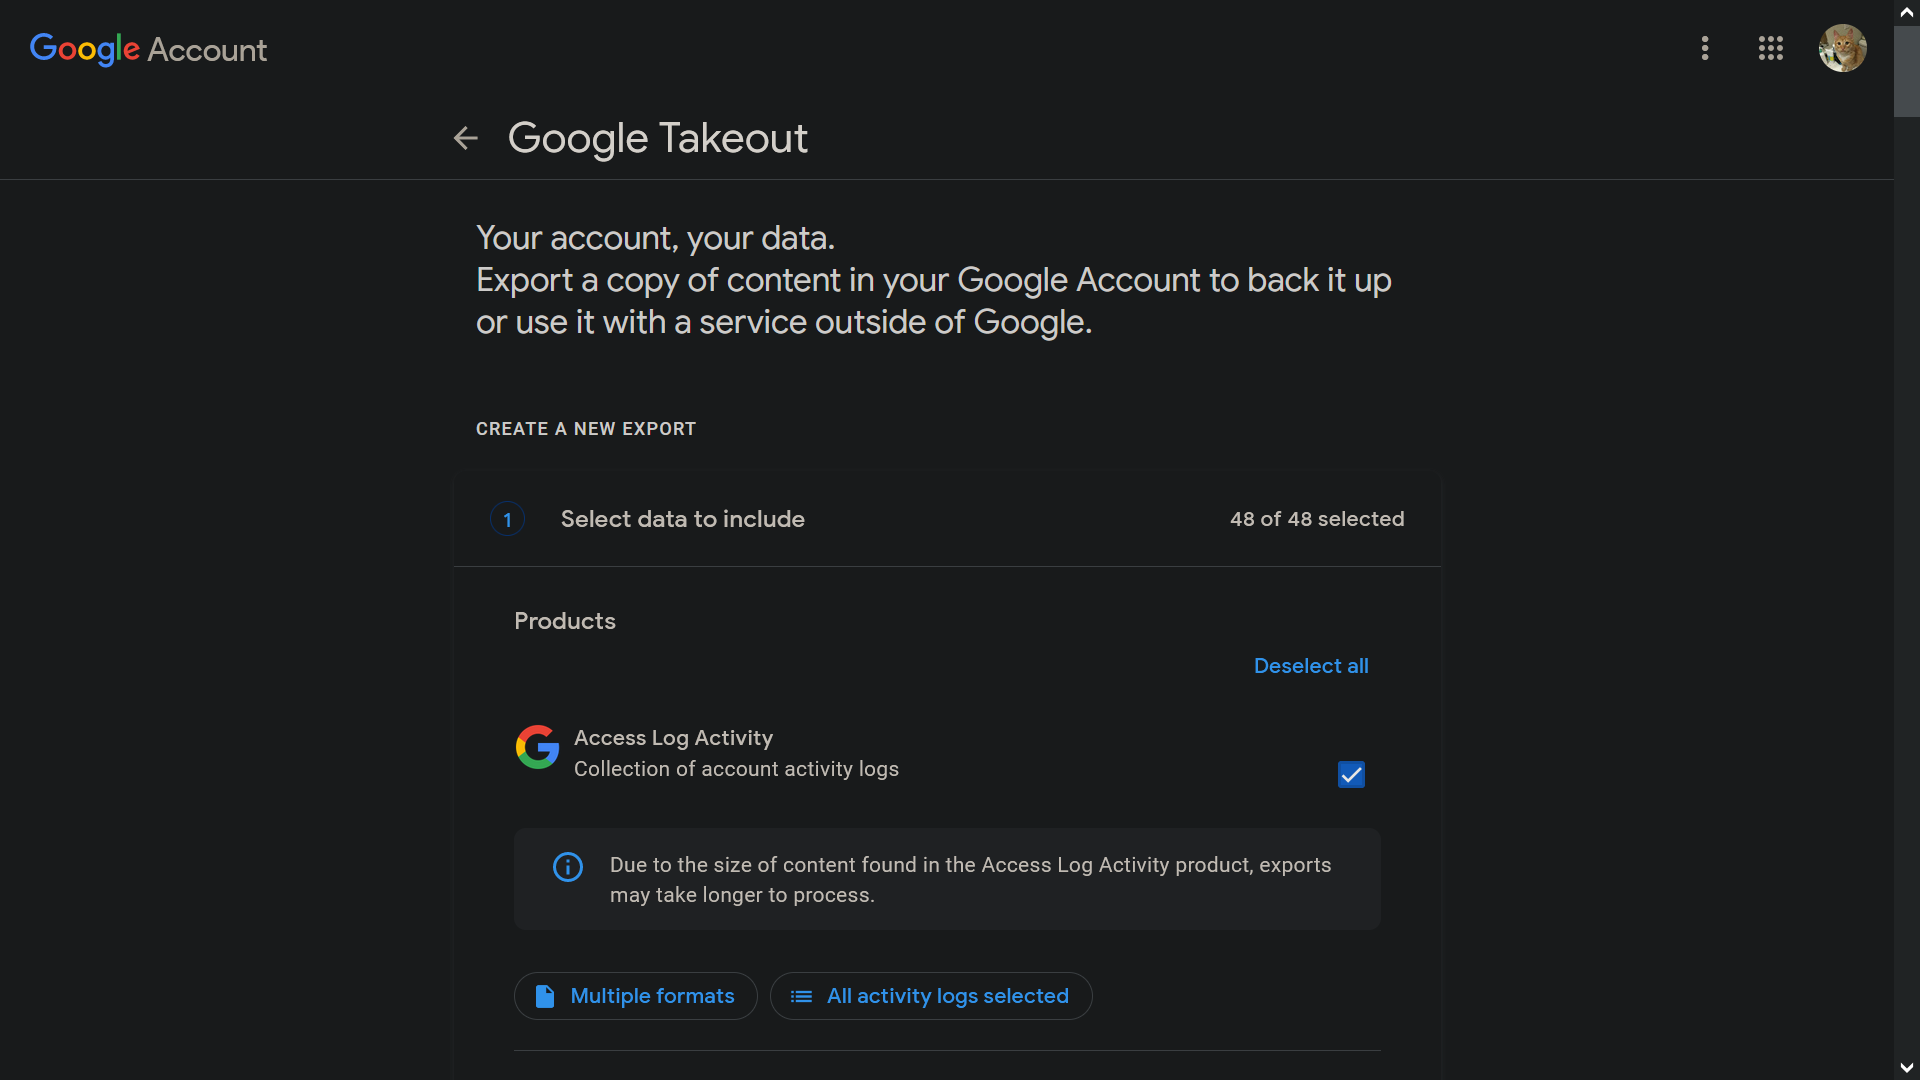 Google Account
Google Takeout
Your account, your data.
Export a copy of content in your Google Account to back it up
or use it with a service outside of Google.
CREATE A NEW EXPORT
1
Select data to include
48 of 48 selected
Products
Deselect all
Access Log Activity
Collection of account activity logs
Due to the size of content found in the Access Log Activity product, exports
may take longer to process.
Multiple formats
All activity logs selected